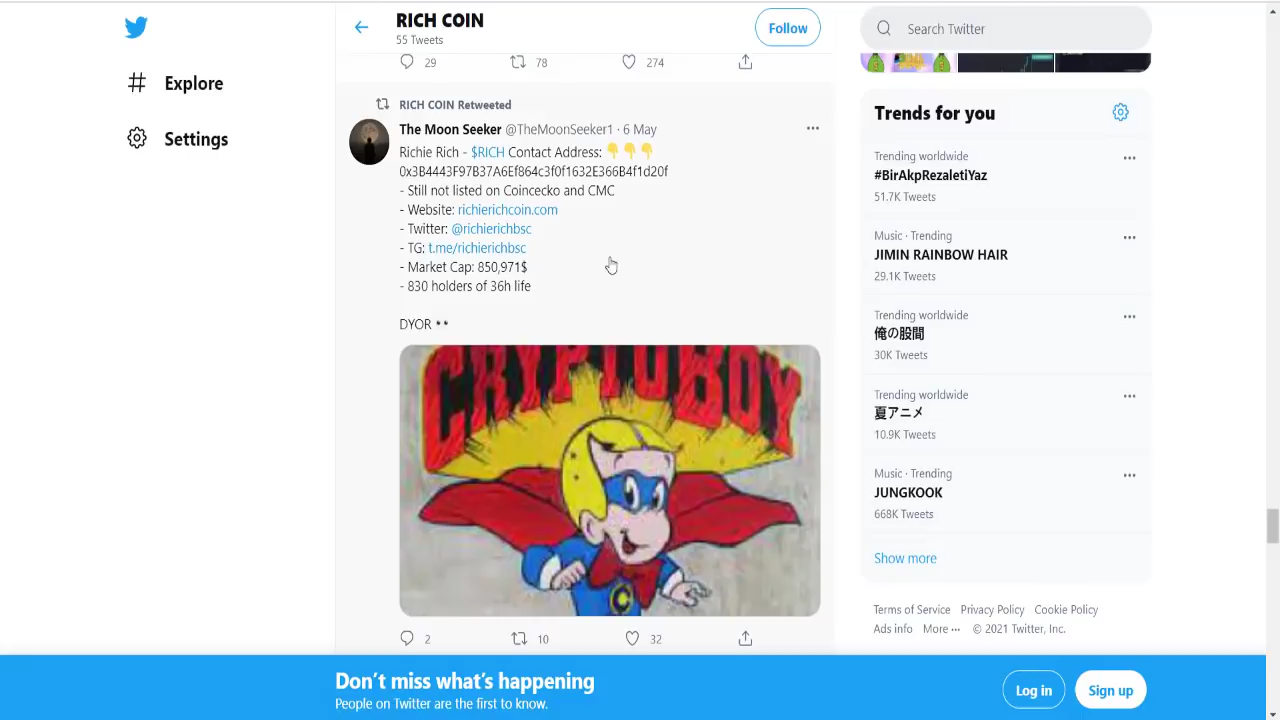 RICH COIN
55 Tweets
Follow
Search Twitter
Explore
Settings
29 78 274
RICH COIN Retweeted
The Moon Seeker @TheMoonSeeker1 · 6 May
Richie Rich - $RICH Contact Address: 👇👇👇
0x3B4443F97B37A6Ef864c3f0f1632E366B4f1d20f
- Still not listed on Coincecko and CMC
- Website: richierichcoin.com
- Twitter: @richierichbsc
- TG: t.me/richierichbsc
- Market Cap: 850,971$
- 830 holders of 36h life
DYOR **
CRYPTOBOY
C
2 10 32
Trends for you
Trending worldwide
#BirAkpRezaletiYaz
51.7K Tweets
Music · Trending
JIMIN RAINBOW HAIR
29.1K Tweets
Trending worldwide
俺の股間
30K Tweets
Trending worldwide
夏アニメ
10.9K Tweets
Music · Trending
JUNGKOOK
668K Tweets
Show more
Terms of Service Privacy Policy Cookie Policy
Ads info More ··· © 2021 Twitter, Inc.
Don't miss what's happening
People on Twitter are the first to know.
Log in
Sign up